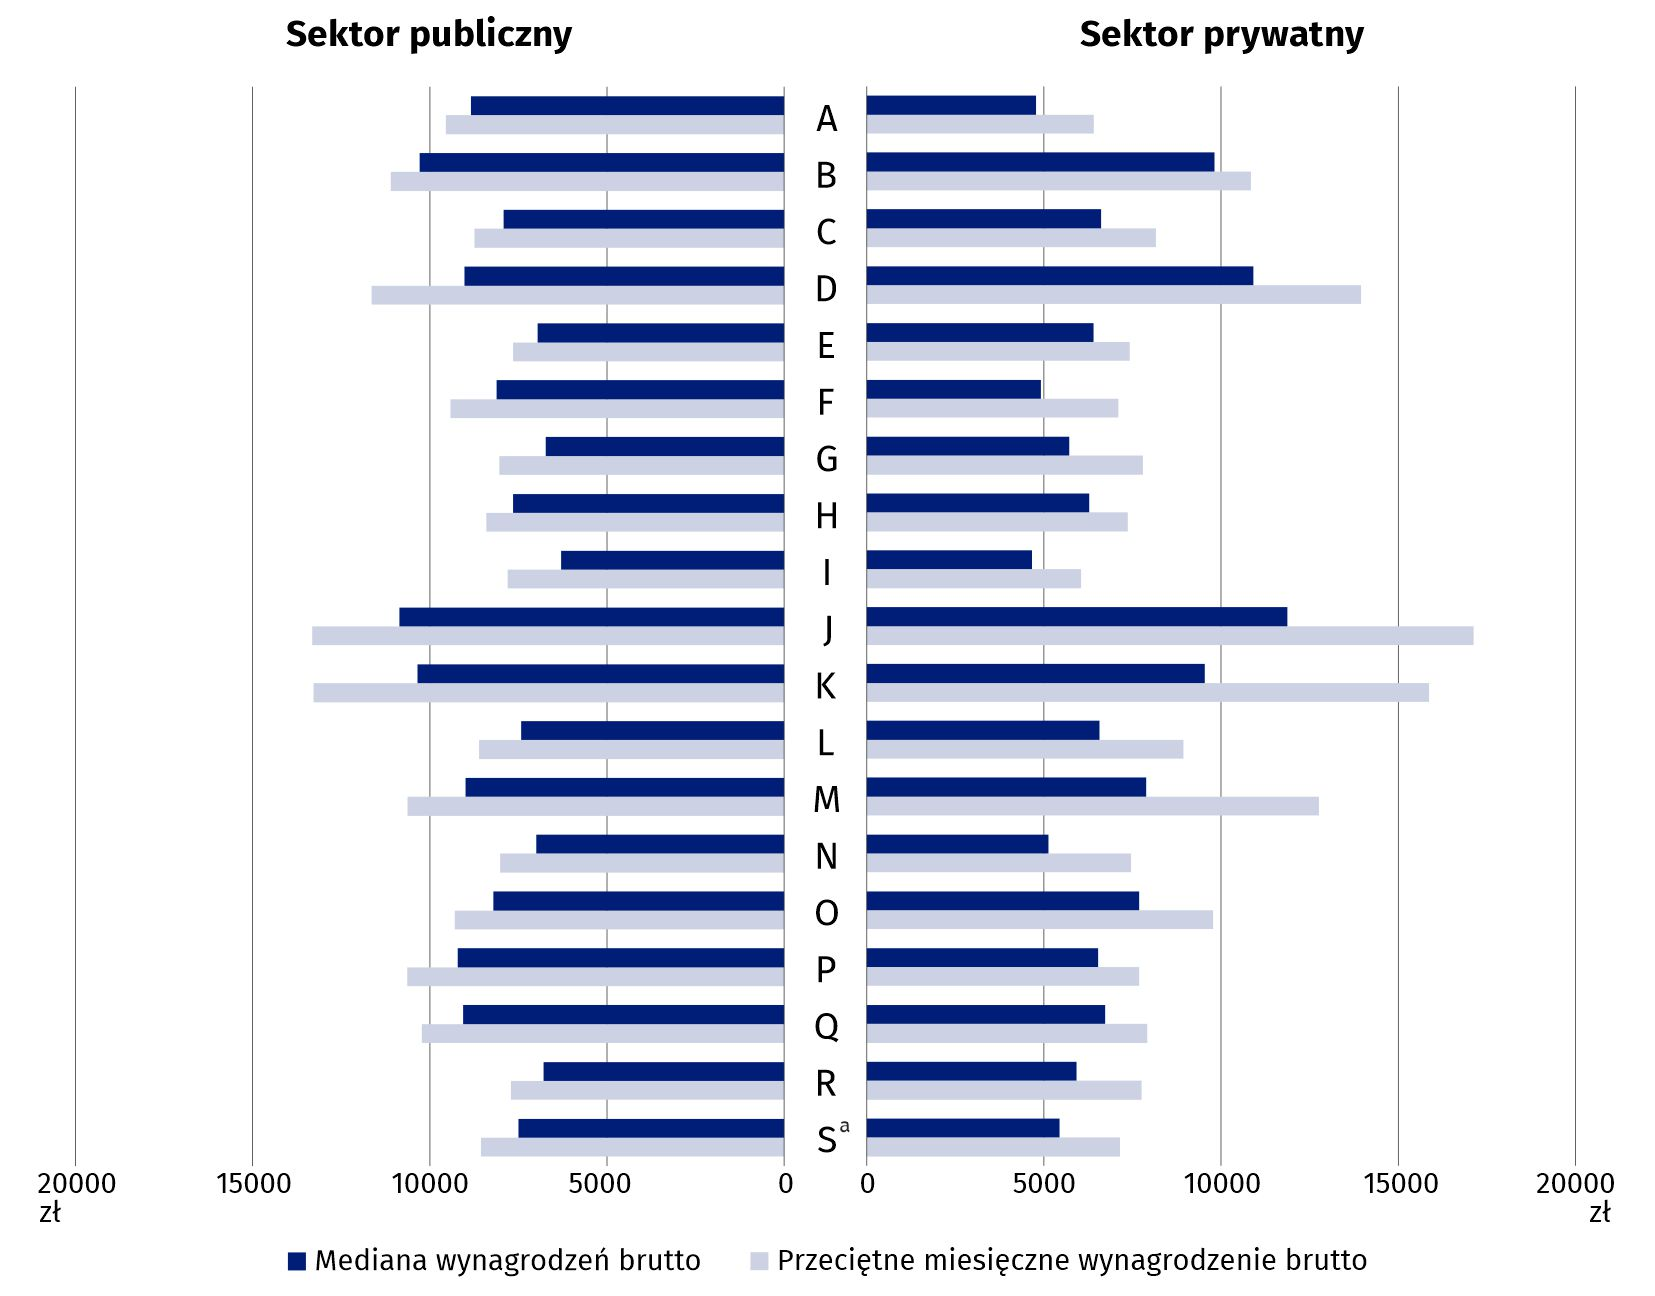 Sektor publiczny Sektor prywatny
A
B
C
D
E
F
G
H
I
J
K
L
M
N
O
P
Q
R
S a
20000 15000 10000 5000 0 0 5000 10000 15000 20000
zł zł
Mediana wynagrodzeń brutto Przeciętne miesięczne wynagrodzenie brutto